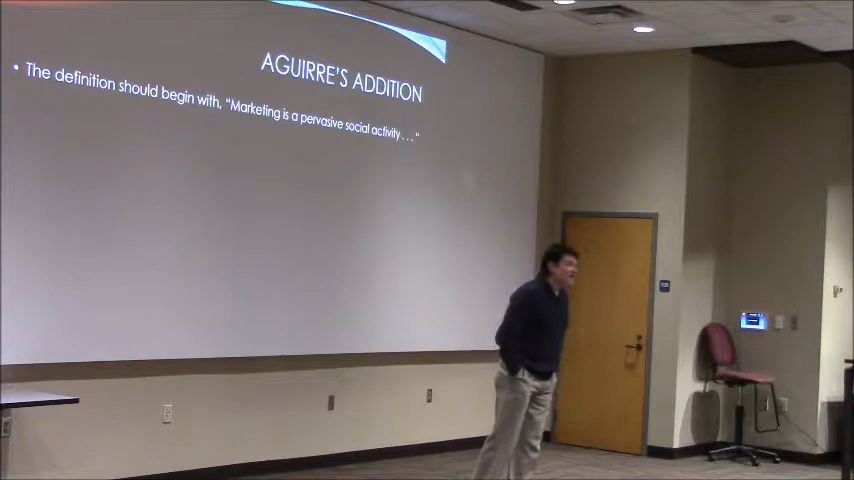 AGUIRRE'S ADDITION
• The definition should begin with, "Marketing is a pervasive social activity . . . "